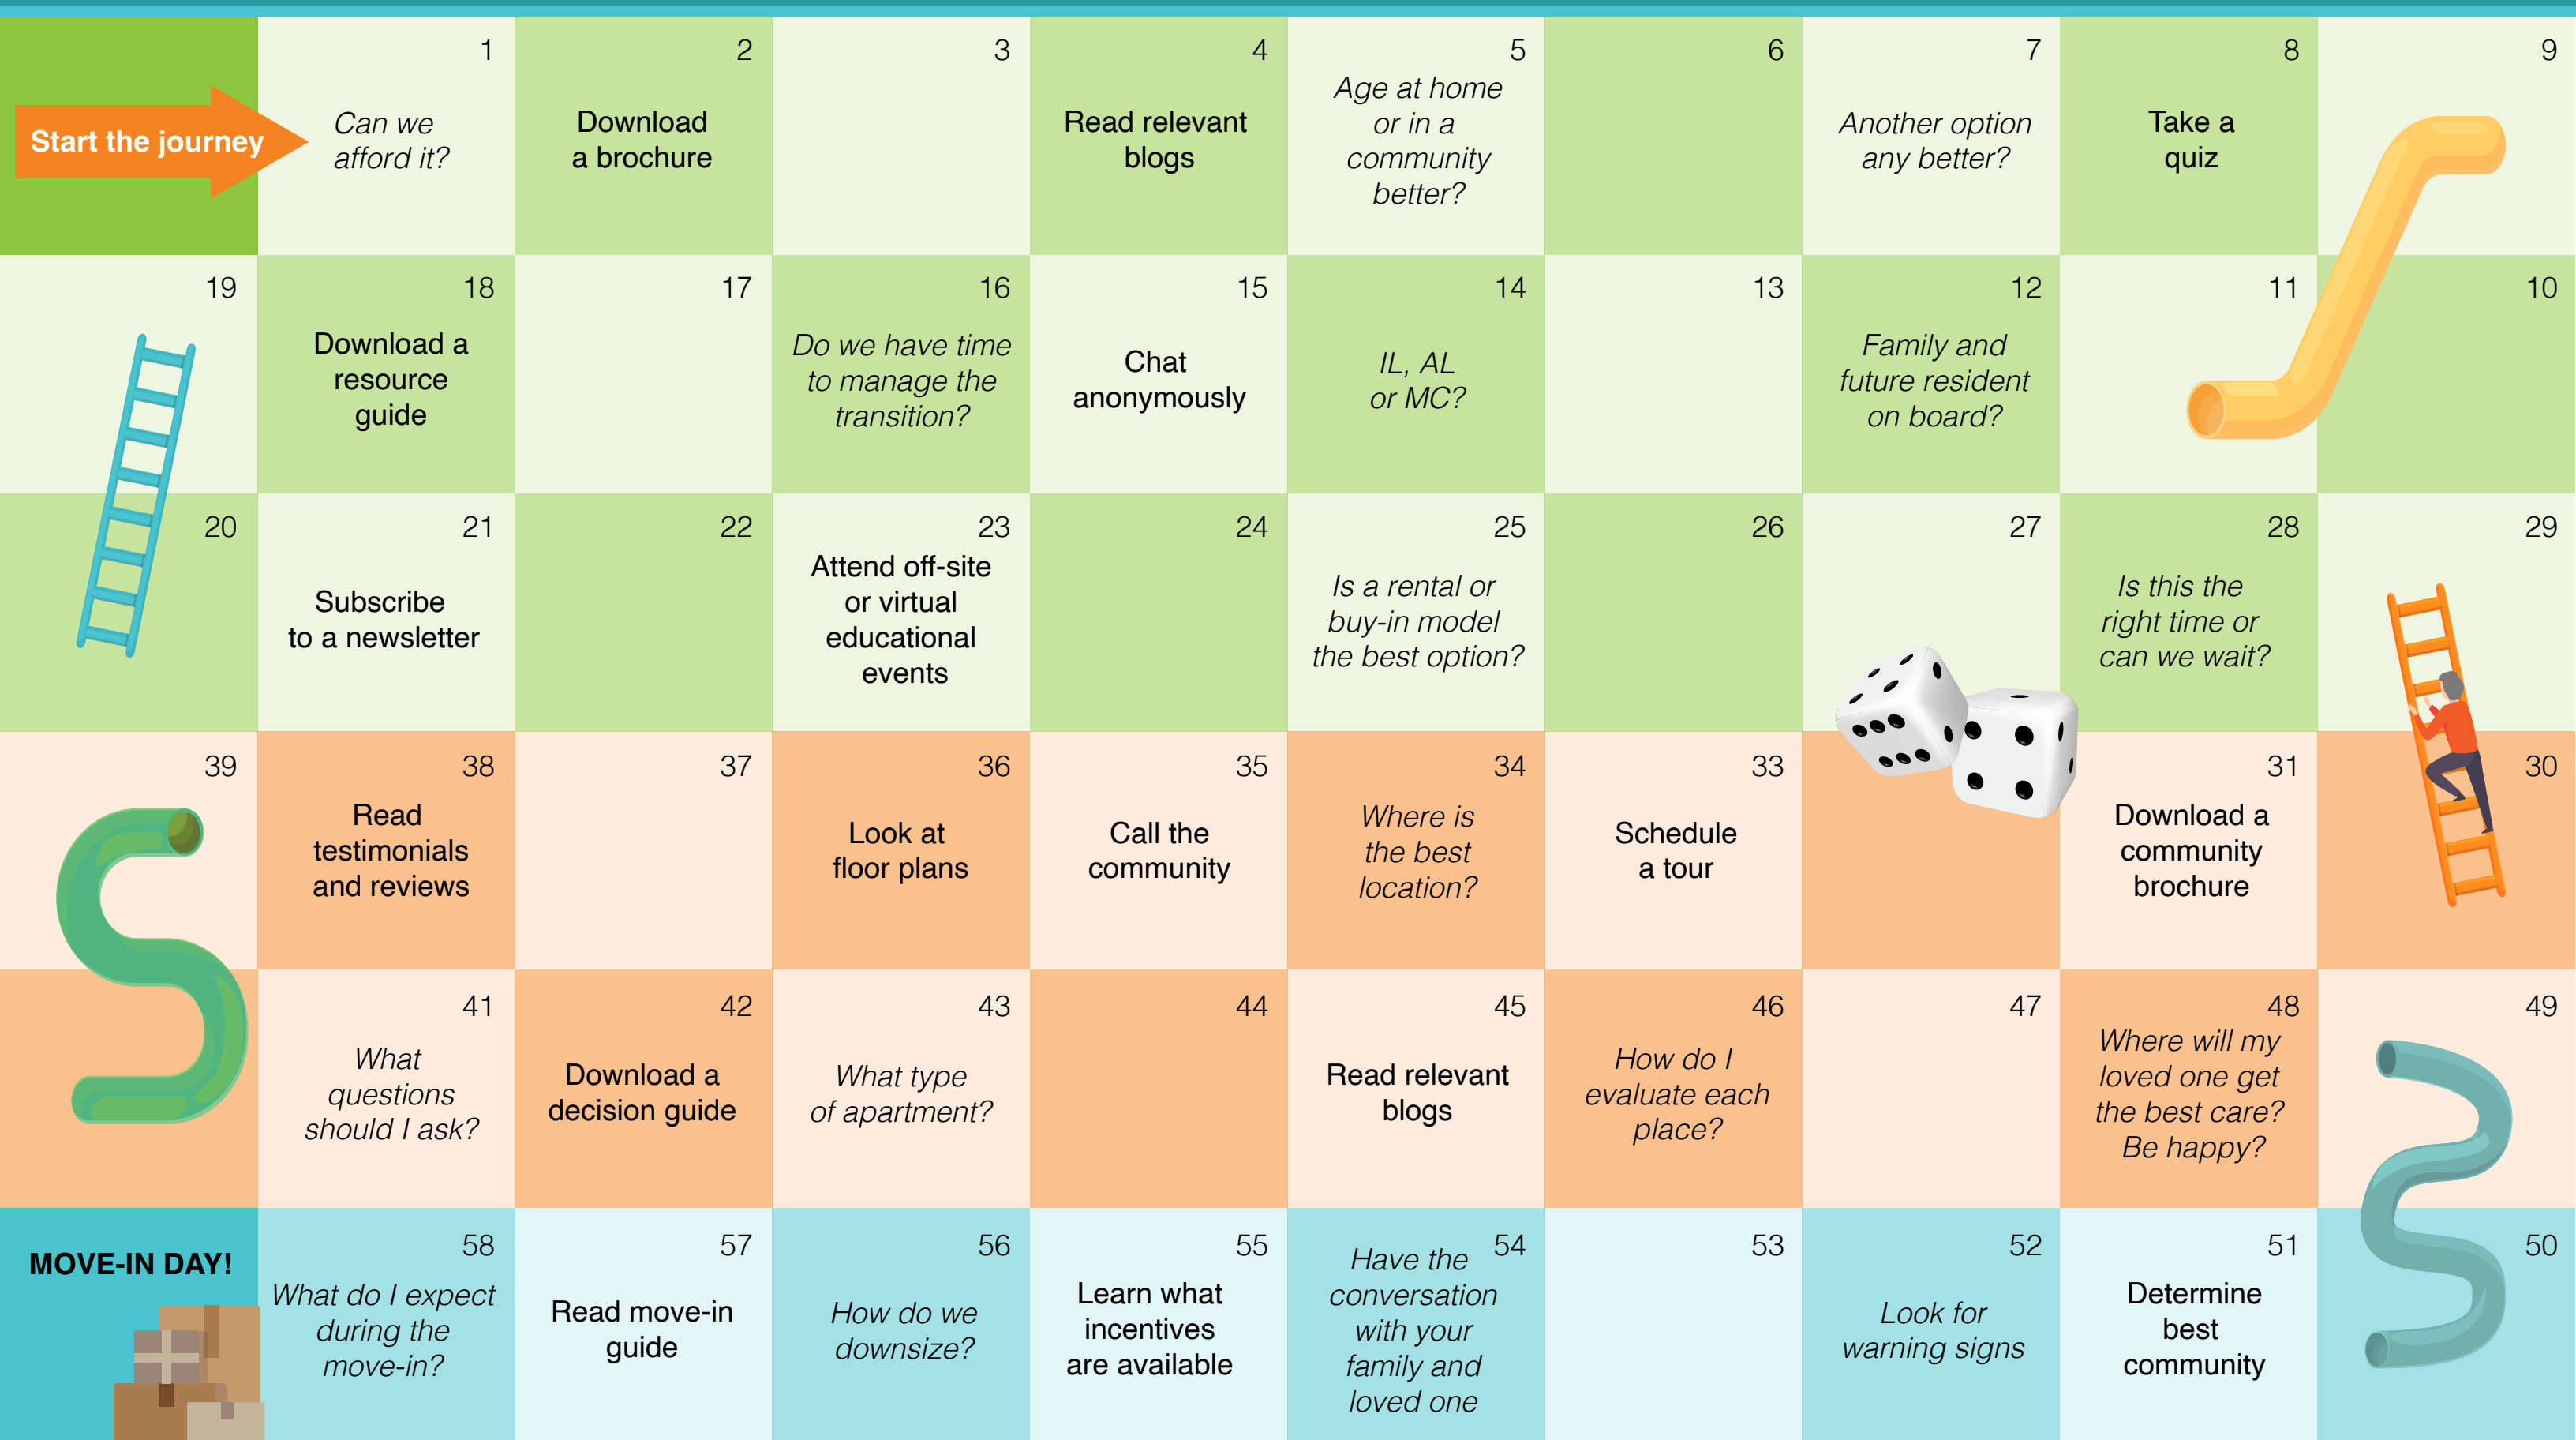 Start the journey
1
Can we
afford it?
2
Download
a brochure
3
4
Read relevant
blogs
5
Age at home
or in a
community
better?
6
7
Another option
any better?
8
Take a
quiz
9
19
18
Download a
resource
guide
17
16
Do we have time
to manage the
transition?
15
Chat
anonymously
14
IL, AL
or MC?
13
12
Family and
future resident
on board?
11
10
20
21
Subscribe
to a newsletter
22
23
Attend off-site
or virtual
educational
events
24
25
Is a rental or
buy-in model
the best option?
26
27
28
Is this the
right time or
can we wait?
29
39
38
Read
testimonials
and reviews
37
36
Look at
floor plans
35
Call the
community
34
Where is
the best
location?
33
Schedule
a tour
31
Download a
community
brochure
30
41
What
questions
should I ask?
42
Download a
decision guide
43
What type
of apartment?
44
45
Read relevant
blogs
46
How do I
evaluate each
place?
47
48
Where will my
loved one get
the best care?
Be happy?
49
MOVE-IN DAY!
58
What do I expect
during the
move-in?
57
Read move-in
guide
56
How do we
downsize?
55
Learn what
incentives
are available
54
Have the
conversation
with your
family and
loved one
53
52
Look for
warning signs
51
Determine
best
community
50